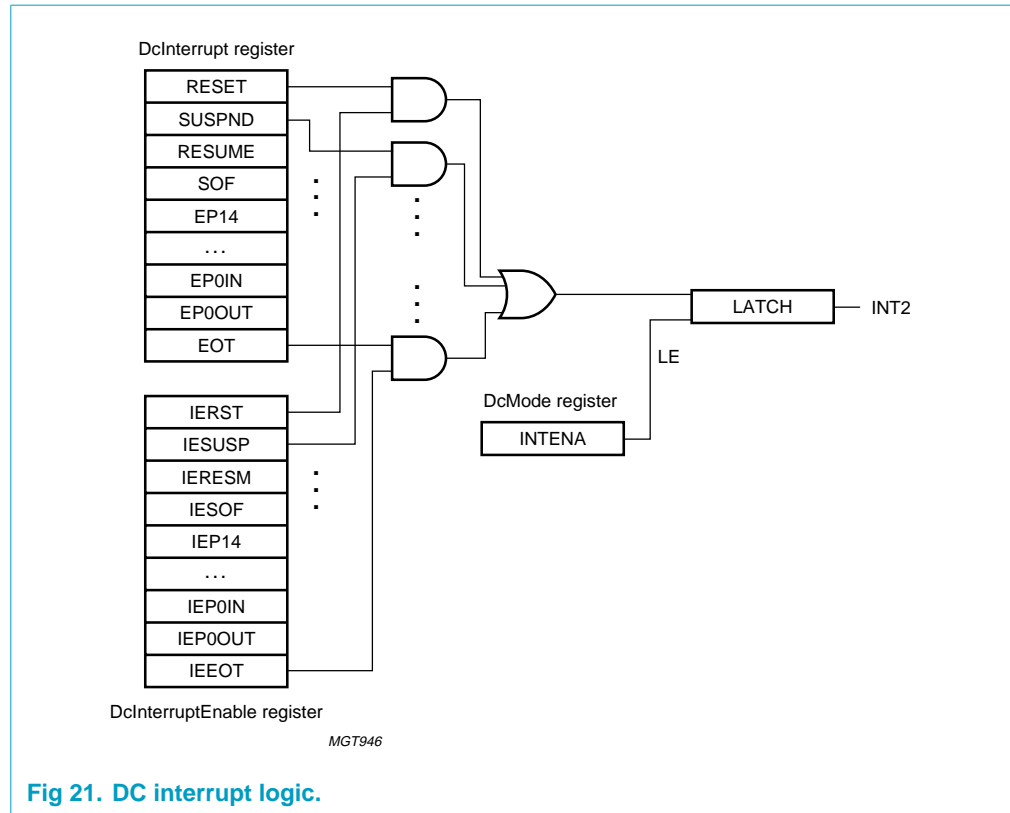 DcInterrupt register
RESET
SUSPND
RESUME
SOF
EP14
...
EP0IN
EP0OUT
EOT
LATCH
INT2
LE
DcMode register
INTENA
IERST
IESUSP
IERESM
IESOF
IEP14
...
IEP0IN
IEP0OUT
IEEOT
DcInterruptEnable register
MGT946
Fig 21. DC interrupt logic.